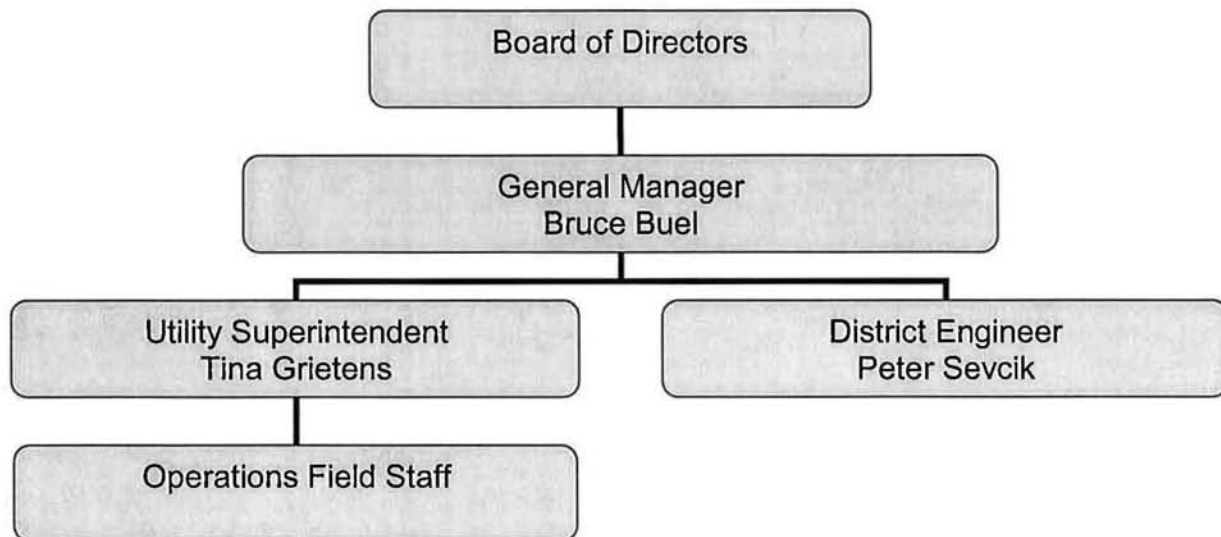 Board of Directors
General Manager
Bruce Buel
Utility Superintendent
Tina Grietens
District Engineer
Peter Sevcik
Operations Field Staff